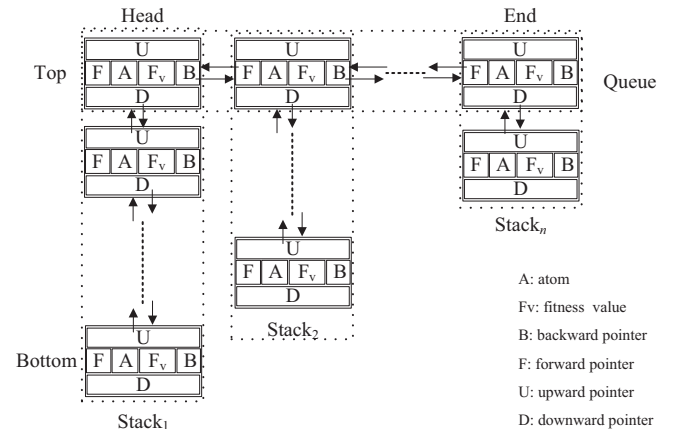 Head
End
U
U
U
Top
F A Fv B
F A Fv B
F A Fv B
Queue
D
D
D
U
U
F A Fv B
F A Fv B
D
D
Stackn
U
F A Fv B
D
A: atom
Fv: fitness value
Stack2
U
B: backward pointer
Bottom
F A Fv B
F: forward pointer
D
U: upward pointer
Stack1
D: downward pointer